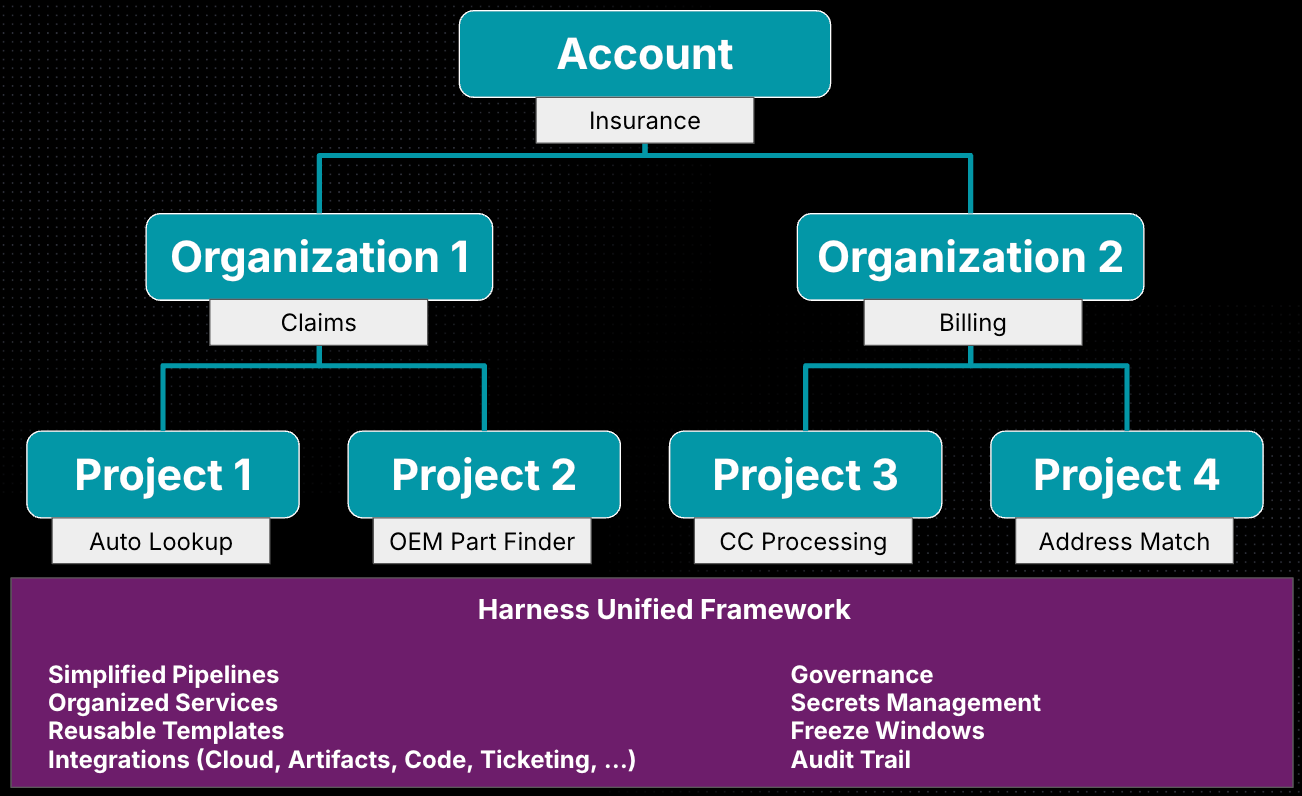 Account
Insurance
Organization 1
Organization 2
Claims
Billing
Project 1
Project 2
Project 3
Project 4
Auto Lookup
OEM Part Finder
CC Processing
Address Match
Harness Unified Framework
Simplified Pipelines
Organized Services
Reusable Templates
Integrations (Cloud, Artifacts, Code, Ticketing, ...)
Governance
Secrets Management
Freeze Windows
Audit Trail